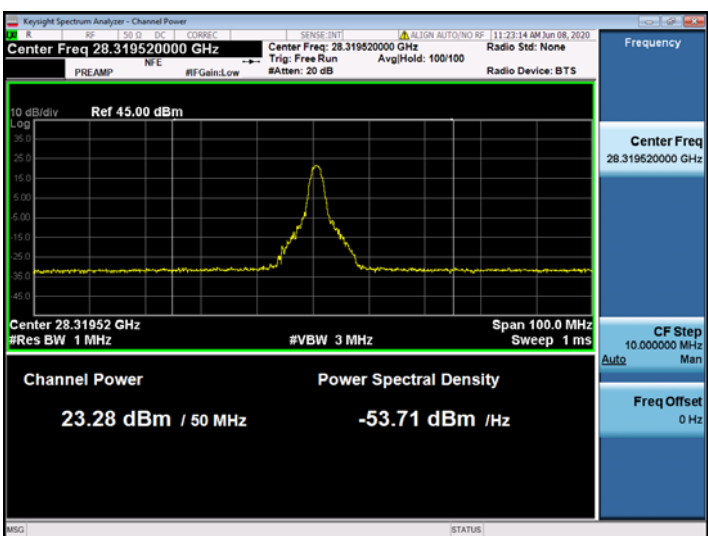 Keysight Spectrum Analyzer - Channel Power
R RF 50 Ω DC CORREC SENSE:INT ALIGN AUTO/NO RF 11:23:14 AM Jun 08, 2020
Center Freq 28.319520000 GHz Center Freq: 28.319520000 GHz Radio Std: None
NFE Trig: Free Run Avg|Hold: 100/100
PREAMP #IFGain:Low #Atten: 20 dB Radio Device: BTS
Frequency
10 dB/div Ref 45.00 dBm
Log
35.0
25.0
15.0
5.00
-5.00
-15.0
-25.0
-35.0
-45.0
Center 28.31952 GHz Span 100.0 MHz
#Res BW 1 MHz #VBW 3 MHz Sweep 1 ms
Channel Power Power Spectral Density
23.28 dBm / 50 MHz -53.71 dBm /Hz
Center Freq
28.319520000 GHz
CF Step
10.000000 MHz
Auto Man
Freq Offset
0 Hz
MSG STATUS